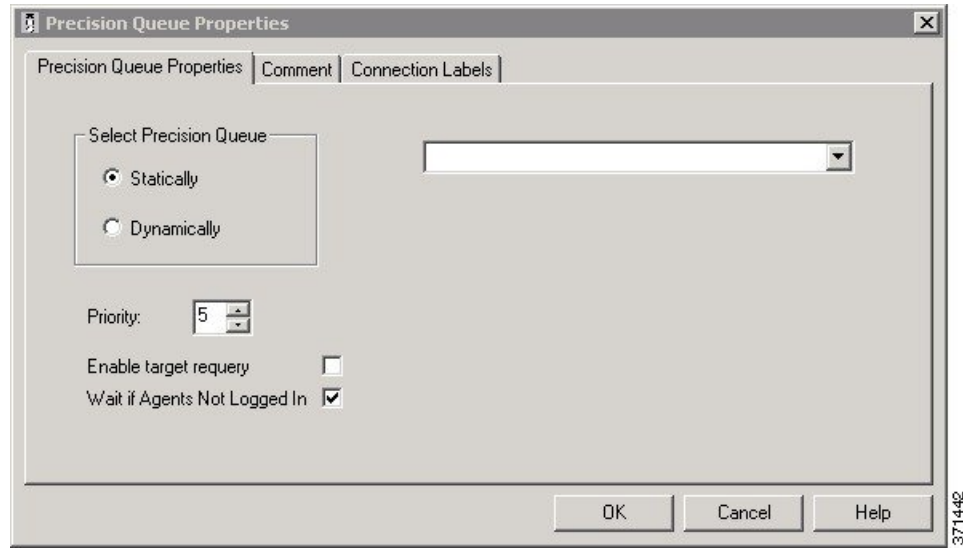 Precision Queue Properties
Precision Queue Properties Comment Connection Labels
Select Precision Queue
Statically
Dynamically
Priority: 5
Enable target requery
Wait if Agents Not Logged In
OK Cancel Help
371442